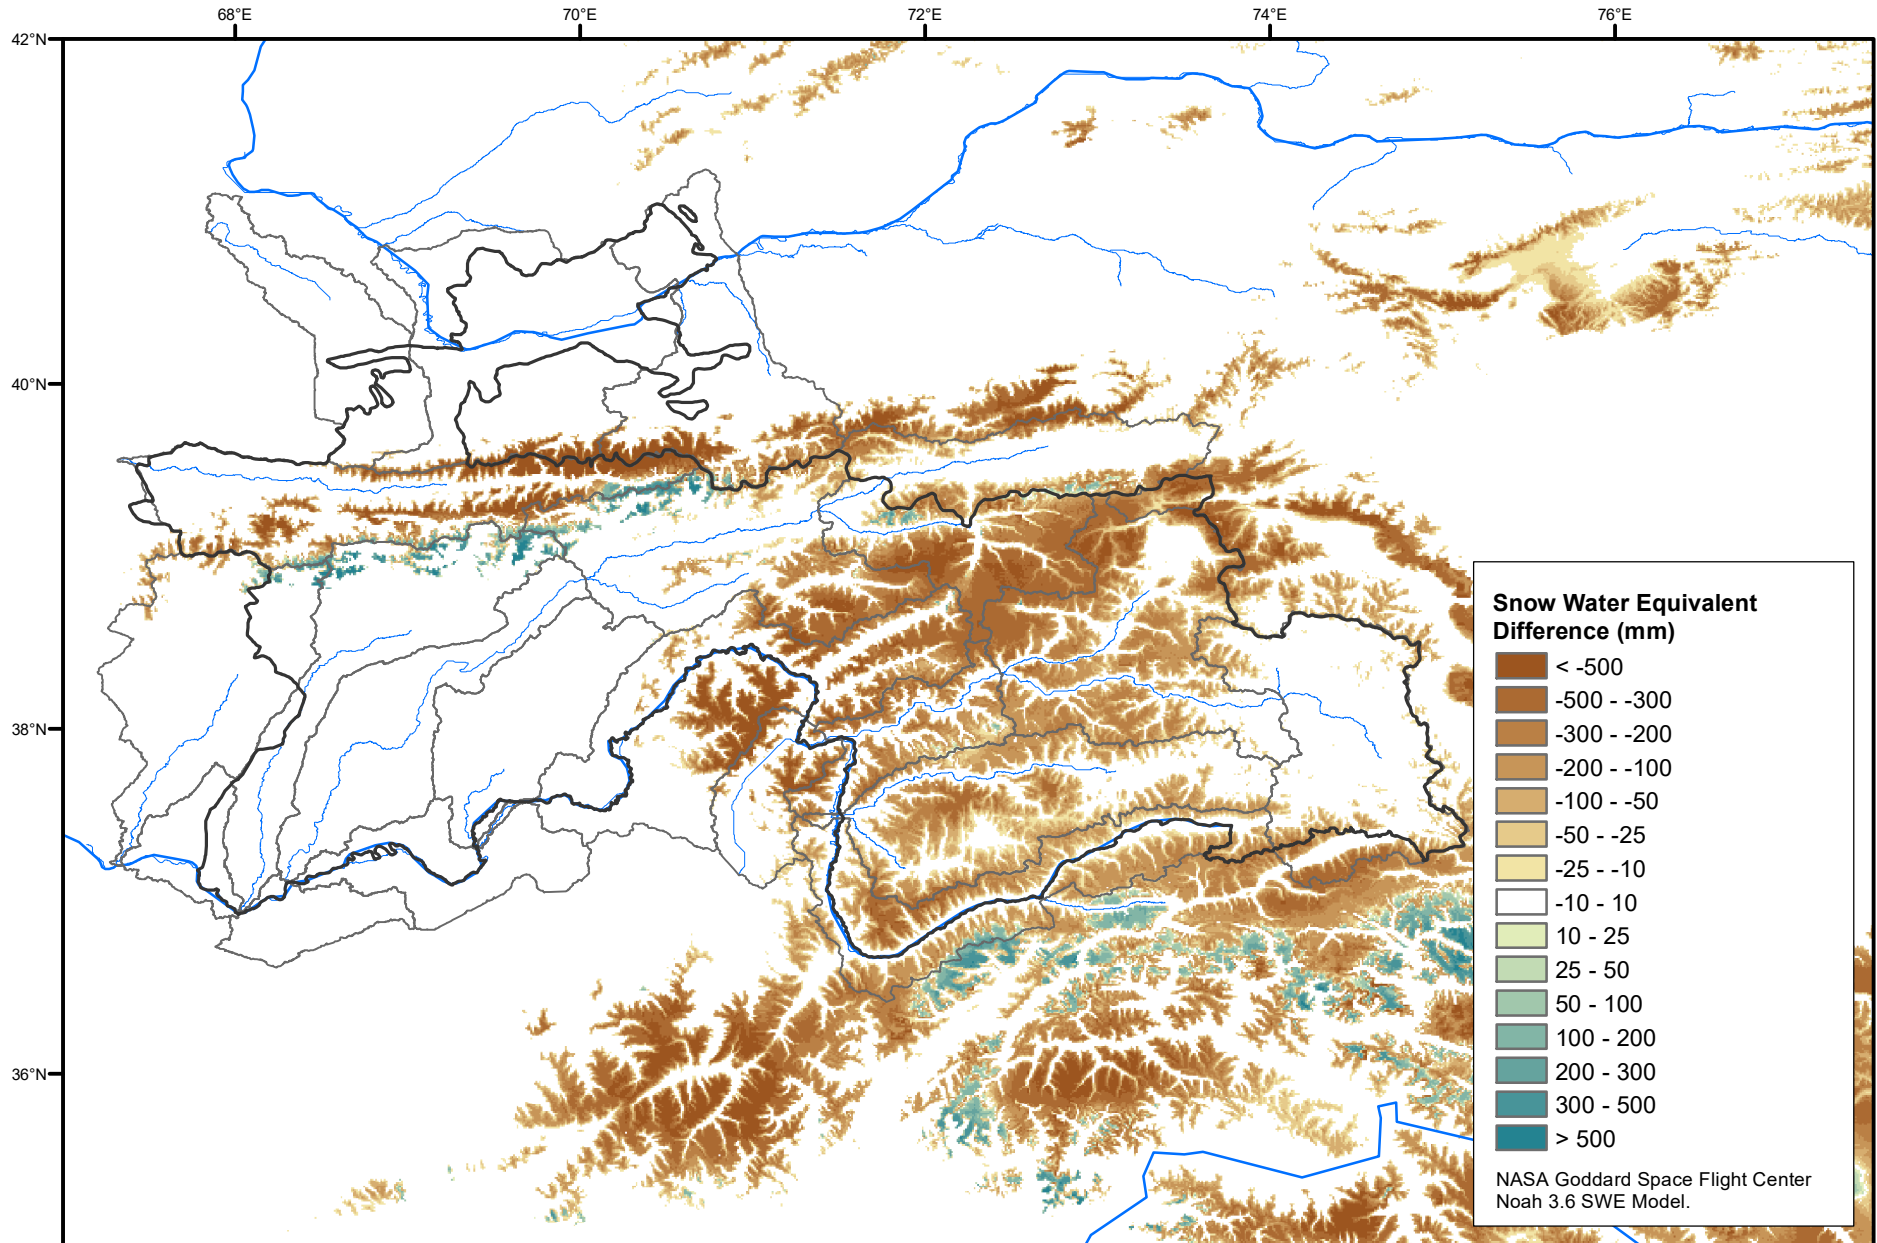 68°E
70°E
72°E
74°E
76°E
42°N
40°N
38°N
36°N
Snow Water Equivalent
Difference (mm)
< -500
-500 - -300
-300 - -200
-200 - -100
-100 - -50
-50 - -25
-25 - -10
-10 - 10
10 - 25
25 - 50
50 - 100
100 - 200
200 - 300
300 - 500
> 500
NASA Goddard Space Flight Center
Noah 3.6 SWE Model.